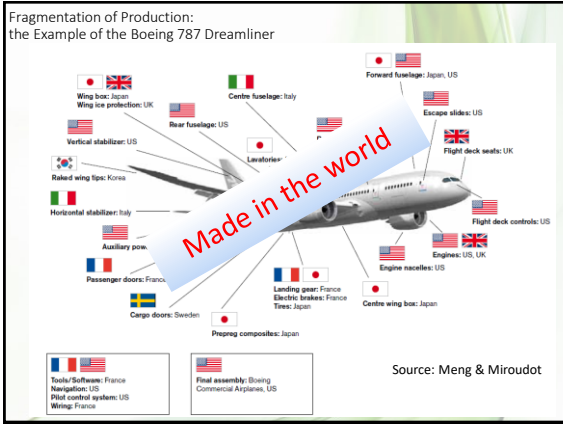 Fragmentation of Production:
the Example of the Boeing 787 Dreamliner
Forward fuselage: Japan, US
Wing box: Japan
Wing ice protection: UK
Centre fuselage: Italy
Escape slides: US
Rear fuselage: US
Vertical stabilizer: US
Flight deck seats: UK
Lavatories:
Raked wing tips: Korea
Made in the world
Horizontal stabilizer: Italy
Flight deck controls: US
Auxiliary
Engines: US, UK
Engine nacelles: US
Passenger doors: France
Landing gear: France
Electric brakes: France
Tires: Japan
Centre wing box: Japan
Cargo doors: Sweden
Prepreg composites: Japan
Tools/Software: France
Navigation: US
Pilot control system: US
Wiring: France
Final assembly: Boeing
Commercial Airplanes, US
Source: Meng & Miroudot